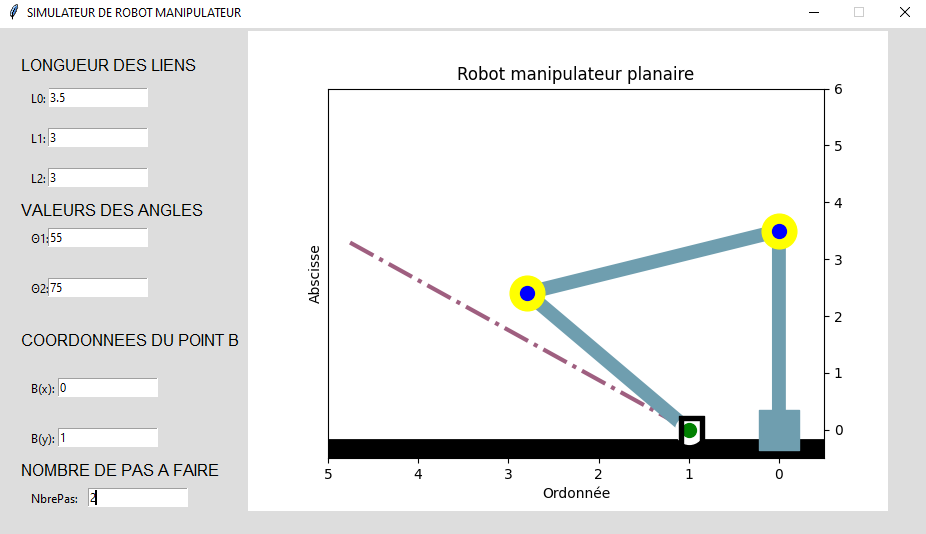 SIMULATEUR DE ROBOT MANIPULATEUR
LONGUEUR DES LIENS
L0: 3.5
L1: 3
L2: 3
VALEURS DES ANGLES
Θ1: 55
Θ2: 75
COORDONNEES DU POINT B
B(x): 0
B(y): 1
NOMBRE DE PAS A FAIRE
NbrePas: 2
Robot manipulateur planaire
6
5
4
3
2
1
0
Abscisse
5 4 3 2 1 0
Ordonnée